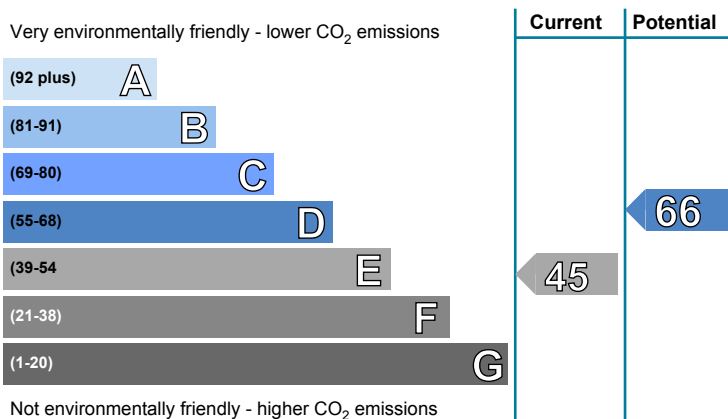 Current Potential
Very environmentally friendly - lower CO2 emissions
(92 plus) A
(81-91) B
(69-80) C
(55-68) D
66
(39-54 E
45
(21-38) F
(1-20) G
Not environmentally friendly - higher CO2 emissions